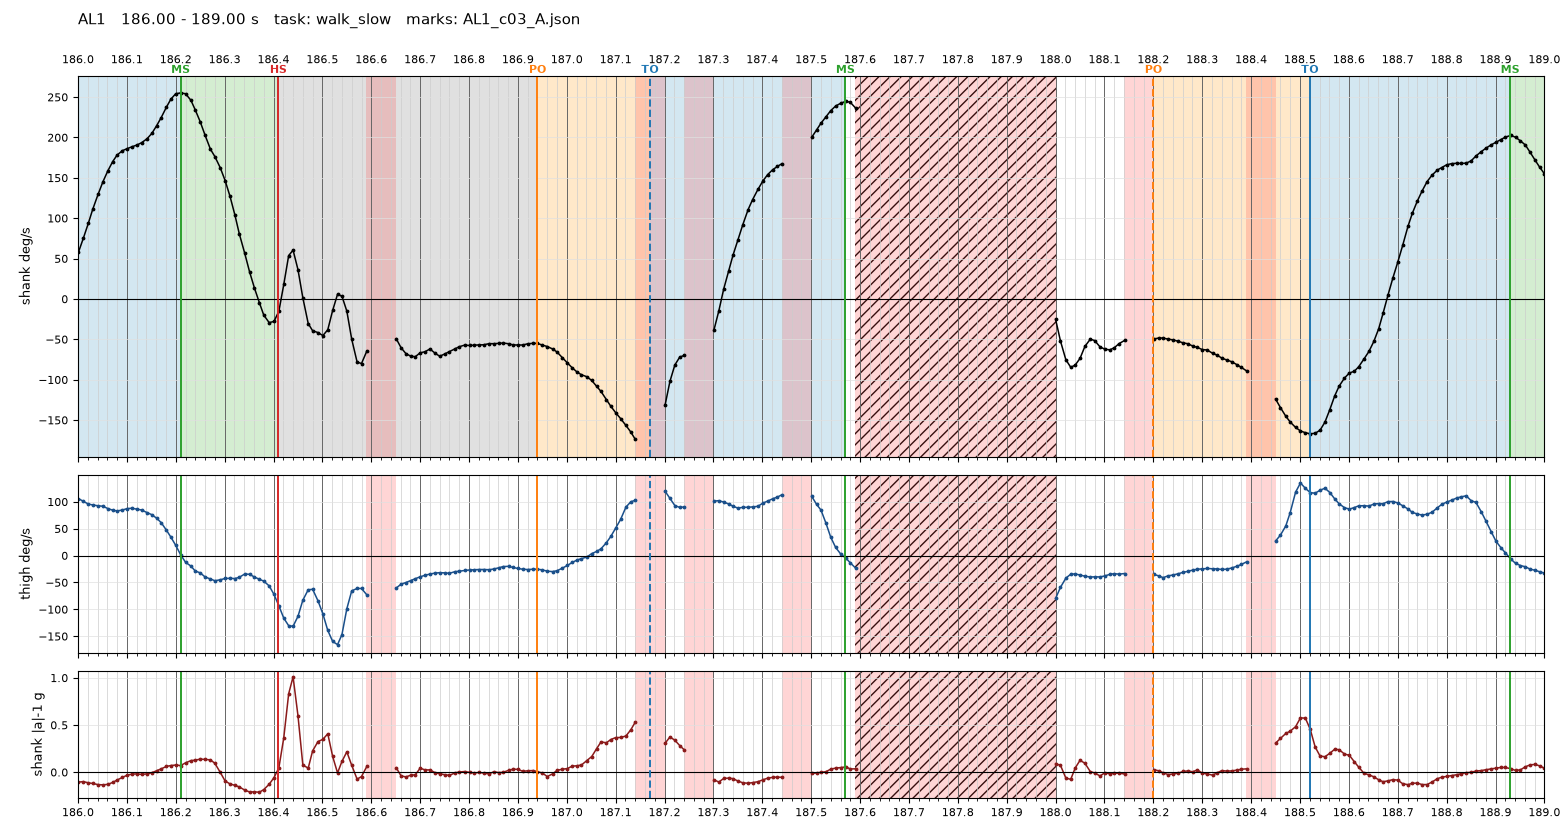 AL1   186.00 - 189.00 s   task: walk_slow   marks: AL1_c03_A.json
186.0 186.1 186.2 186.3 186.4 186.5 186.6 186.7 186.8 186.9 187.0 187.1 187.2 187.3 187.4 187.5 187.6 187.7 187.8 187.9 188.0 188.1 188.2 188.3 188.4 188.5 188.6 188.7 188.8 188.9 189.0
MS HS PO TO MS PO TO MS
shank deg/s
250
200
150
100
50
0
−50
−100
−150
thigh deg/s
100
50
0
−50
−100
−150
shank |a|-1 g
1.0
0.5
0.0
186.0 186.1 186.2 186.3 186.4 186.5 186.6 186.7 186.8 186.9 187.0 187.1 187.2 187.3 187.4 187.5 187.6 187.7 187.8 187.9 188.0 188.1 188.2 188.3 188.4 188.5 188.6 188.7 188.8 188.9 189.0